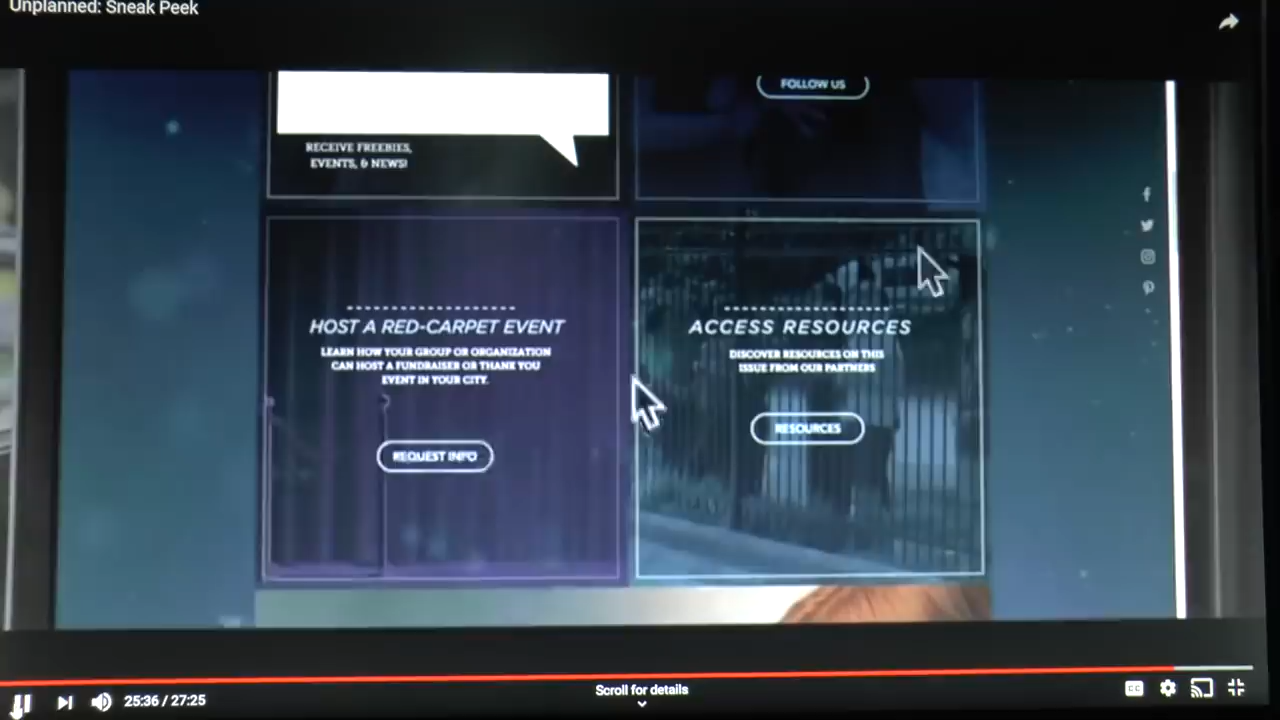 Unplanned: Sneak Peek
FOLLOW US
RECEIVE FREEBIES,
EVENTS, & NEWS!
HOST A RED-CARPET EVENT
LEARN HOW YOUR GROUP OR ORGANIZATION
CAN HOST A FUNDRAISER OR THANK YOU
EVENT IN YOUR CITY.
REQUEST INFO
ACCESS RESOURCES
DISCOVER RESOURCES ON THIS
ISSUE FROM OUR PARTNERS
RESOURCES
25:36 / 27:25
Scroll for details
CC